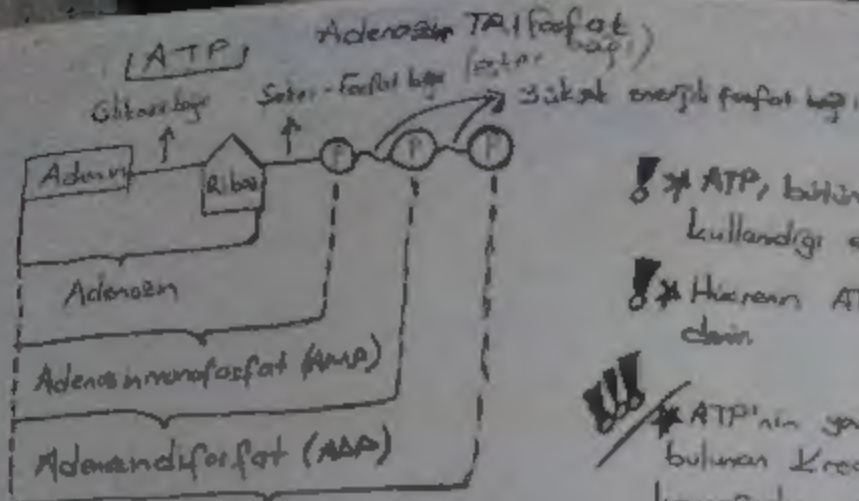 ATP
Adenozin TRİfosfat
Glikozit bağı
Şeker-Fosfat bağı (ester bağı)
Yüksek enerjili fosfat bağı
Adenin
Riboz
P
P
P
Adenozin
Adenozinmonofosfat (AMP)
Adenozindifosfat (ADP)
! * ATP, bütün
kullandığı
! * Hücrenin AT
!!! * ATP'nin
bulunan Krea